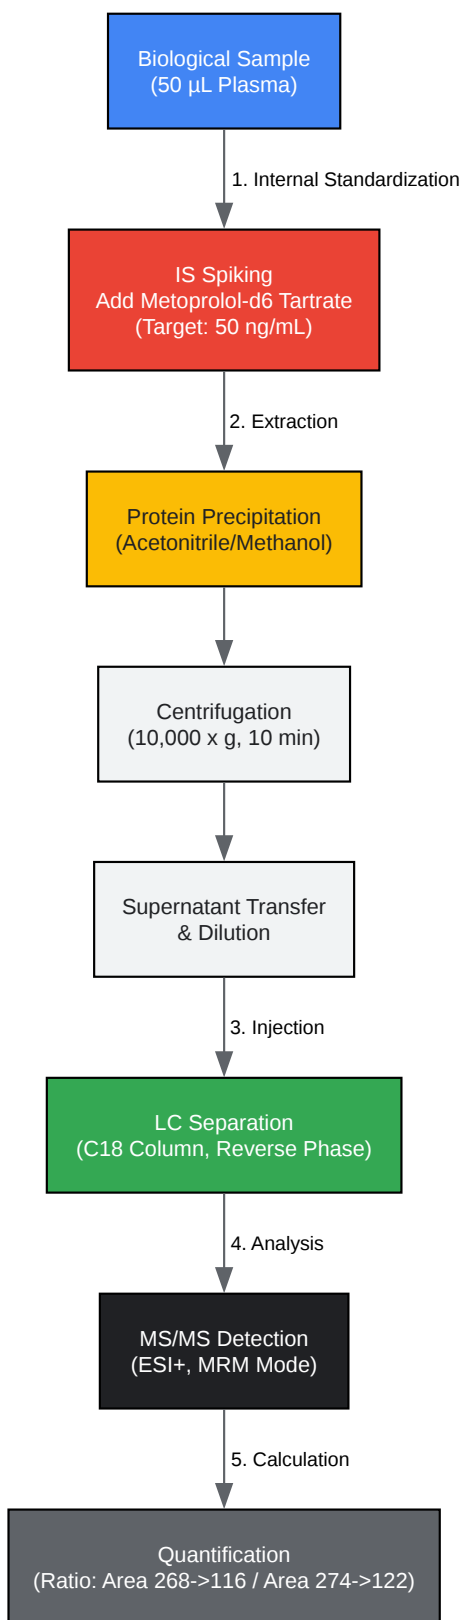 Biological Sample
(50 µL Plasma)
1. Internal Standardization
IS Spiking
Add Metoprolol-d6 Tartrate
(Target: 50 ng/mL)
2. Extraction
Protein Precipitation
(Acetonitrile/Methanol)
Centrifugation
(10,000 x g, 10 min)
Supernatant Transfer
& Dilution
3. Injection
LC Separation
(C18 Column, Reverse Phase)
4. Analysis
MS/MS Detection
(ESI+, MRM Mode)
5. Calculation
Quantification
(Ratio: Area 268->116 / Area 274->122)